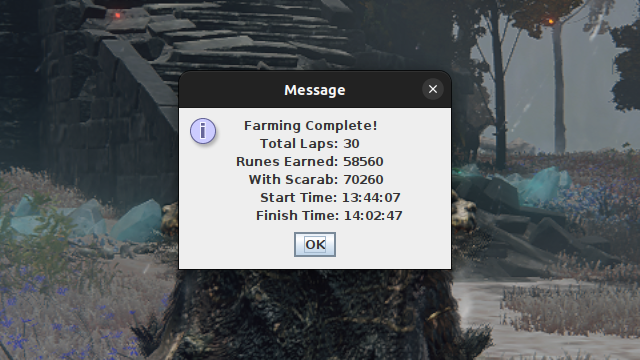 Message
Farming Complete!
Total Laps: 30
Runes Earned: 58560
With Scarab: 70260
Start Time: 13:44:07
Finish Time: 14:02:47
OK